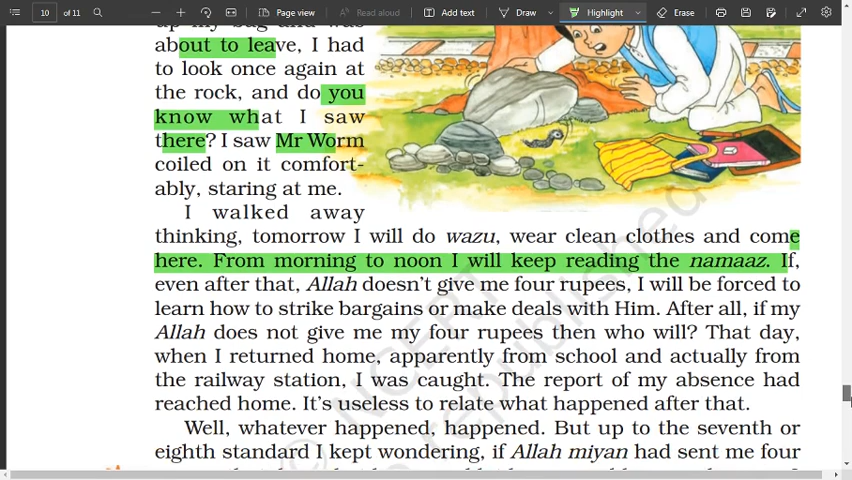 10 of 11
Page view
Read aloud
Add text
Draw
Highlight
Erase
up my bag and was
about to leave, I had
to look once again at
the rock, and do you
know what I saw
there? I saw Mr Worm
coiled on it comfort-
ably, staring at me.
I walked away
thinking, tomorrow I will do wazu, wear clean clothes and come
here. From morning to noon I will keep reading the namaaz. If,
even after that, Allah doesn't give me four rupees, I will be forced to
learn how to strike bargains or make deals with Him. After all, if my
Allah does not give me my four rupees then who will? That day,
when I returned home, apparently from school and actually from
the railway station, I was caught. The report of my absence had
reached home. It's useless to relate what happened after that.
Well, whatever happened, happened. But up to the seventh or
eighth standard I kept wondering, if Allah miyan had sent me four
© NCERT
republished